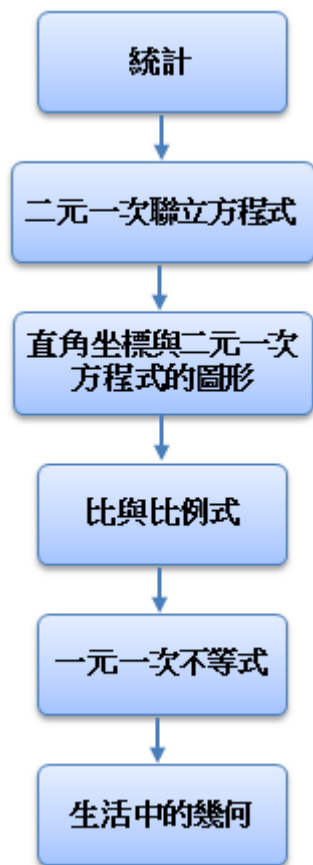 統計
二元一次聯立方程式
直角坐標與二元一次
方程式的圖形
比與比例式
一元一次不等式
生活中的幾何